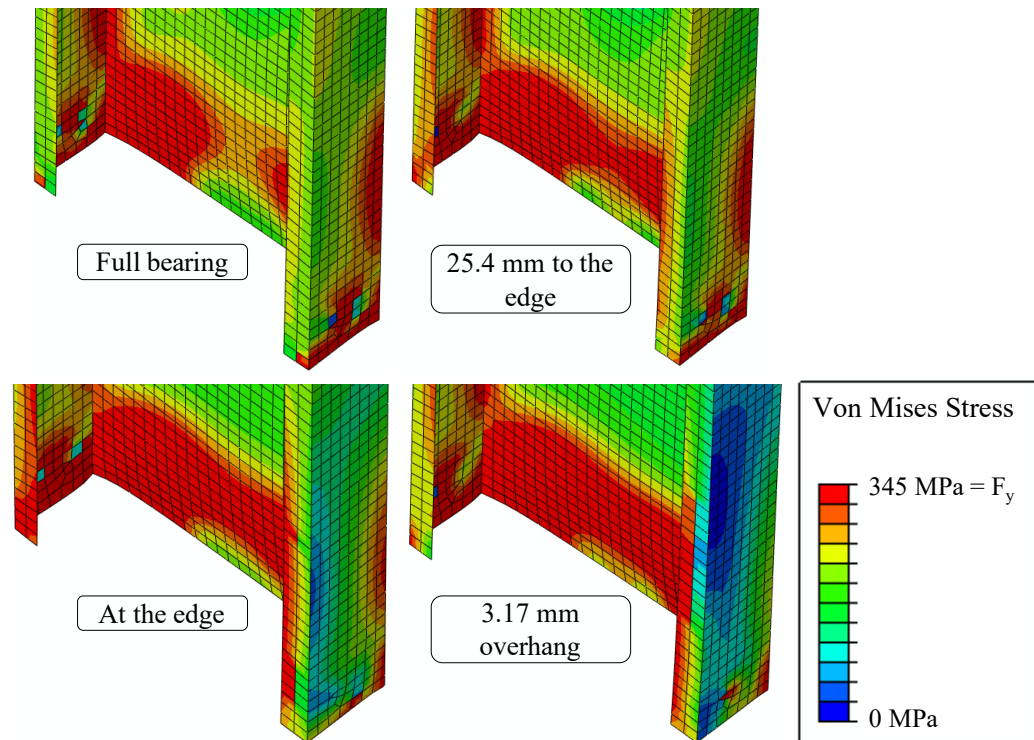 Full bearing
25.4 mm to the
edge
At the edge
3.17 mm
overhang
Von Mises Stress
345 MPa = Fy
0 MPa